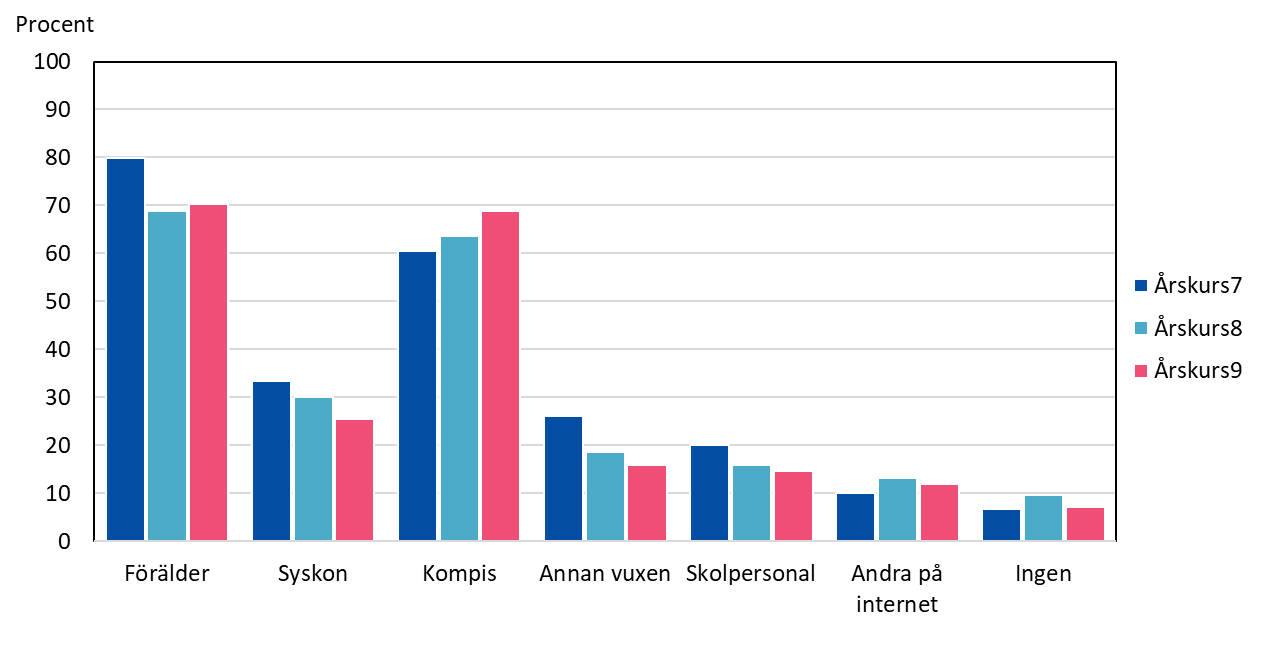 Procent
100
90
80
70
60
50
40
30
20
10
0
Förälder Syskon Kompis Annan vuxen Skolpersonal Andra på internet Ingen
Årskurs7
Årskurs8
Årskurs9